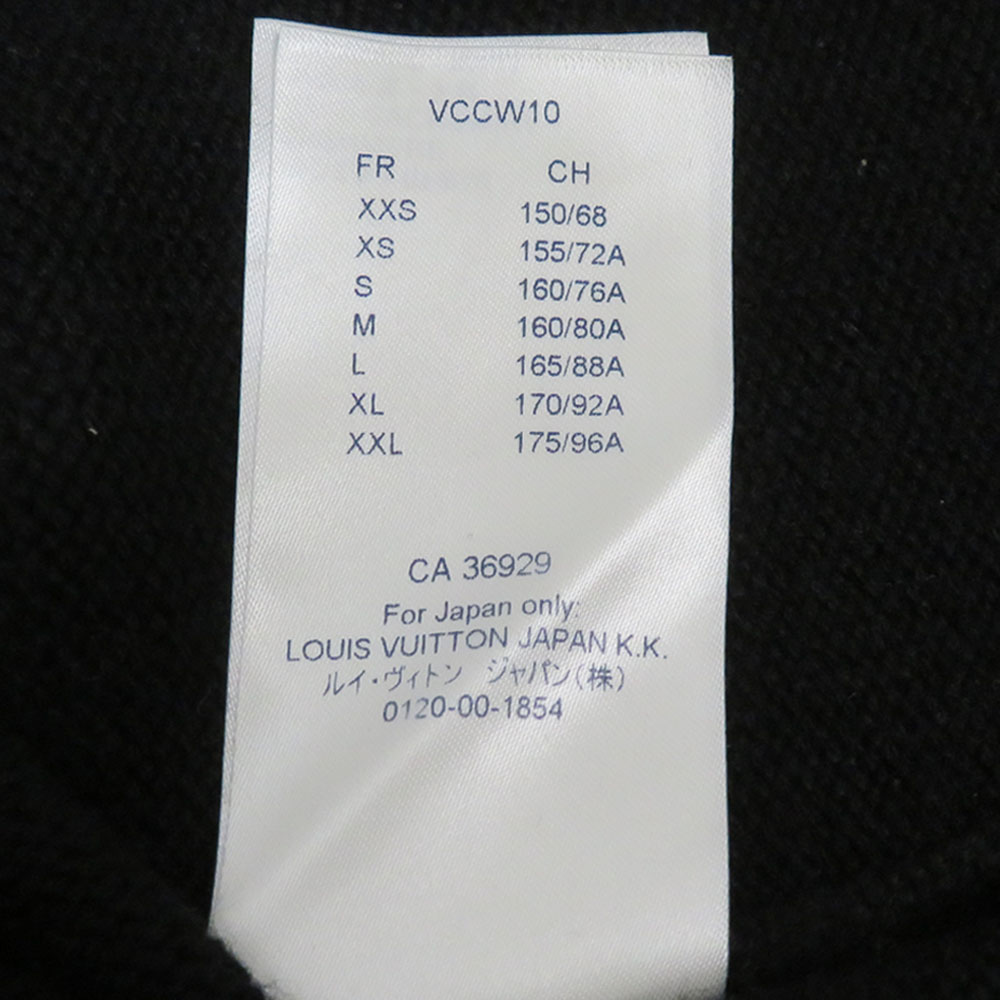 VCCW10
FR CH
XXS 150/68
XS 155/72A
S 160/76A
M 160/80A
L 165/88A
XL 170/92A
XXL 175/96A
CA 36929
For Japan only:
LOUIS VUITTON JAPAN K.K.
ルイ・ヴィトン ジャパン(株)
0120-00-1854